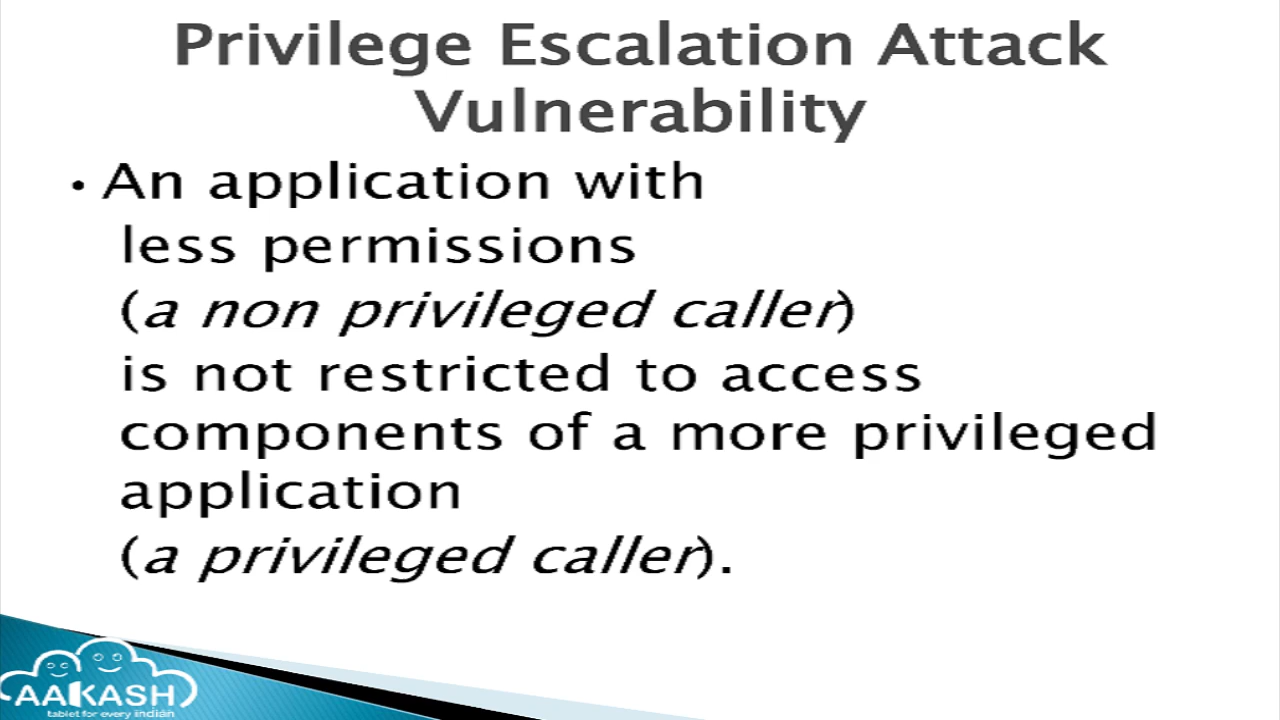 Privilege Escalation Attack
Vulnerability
• An application with
less permissions
(a non privileged caller)
is not restricted to access
components of a more privileged
application
(a privileged caller).
AAKASH
tablet for every indian